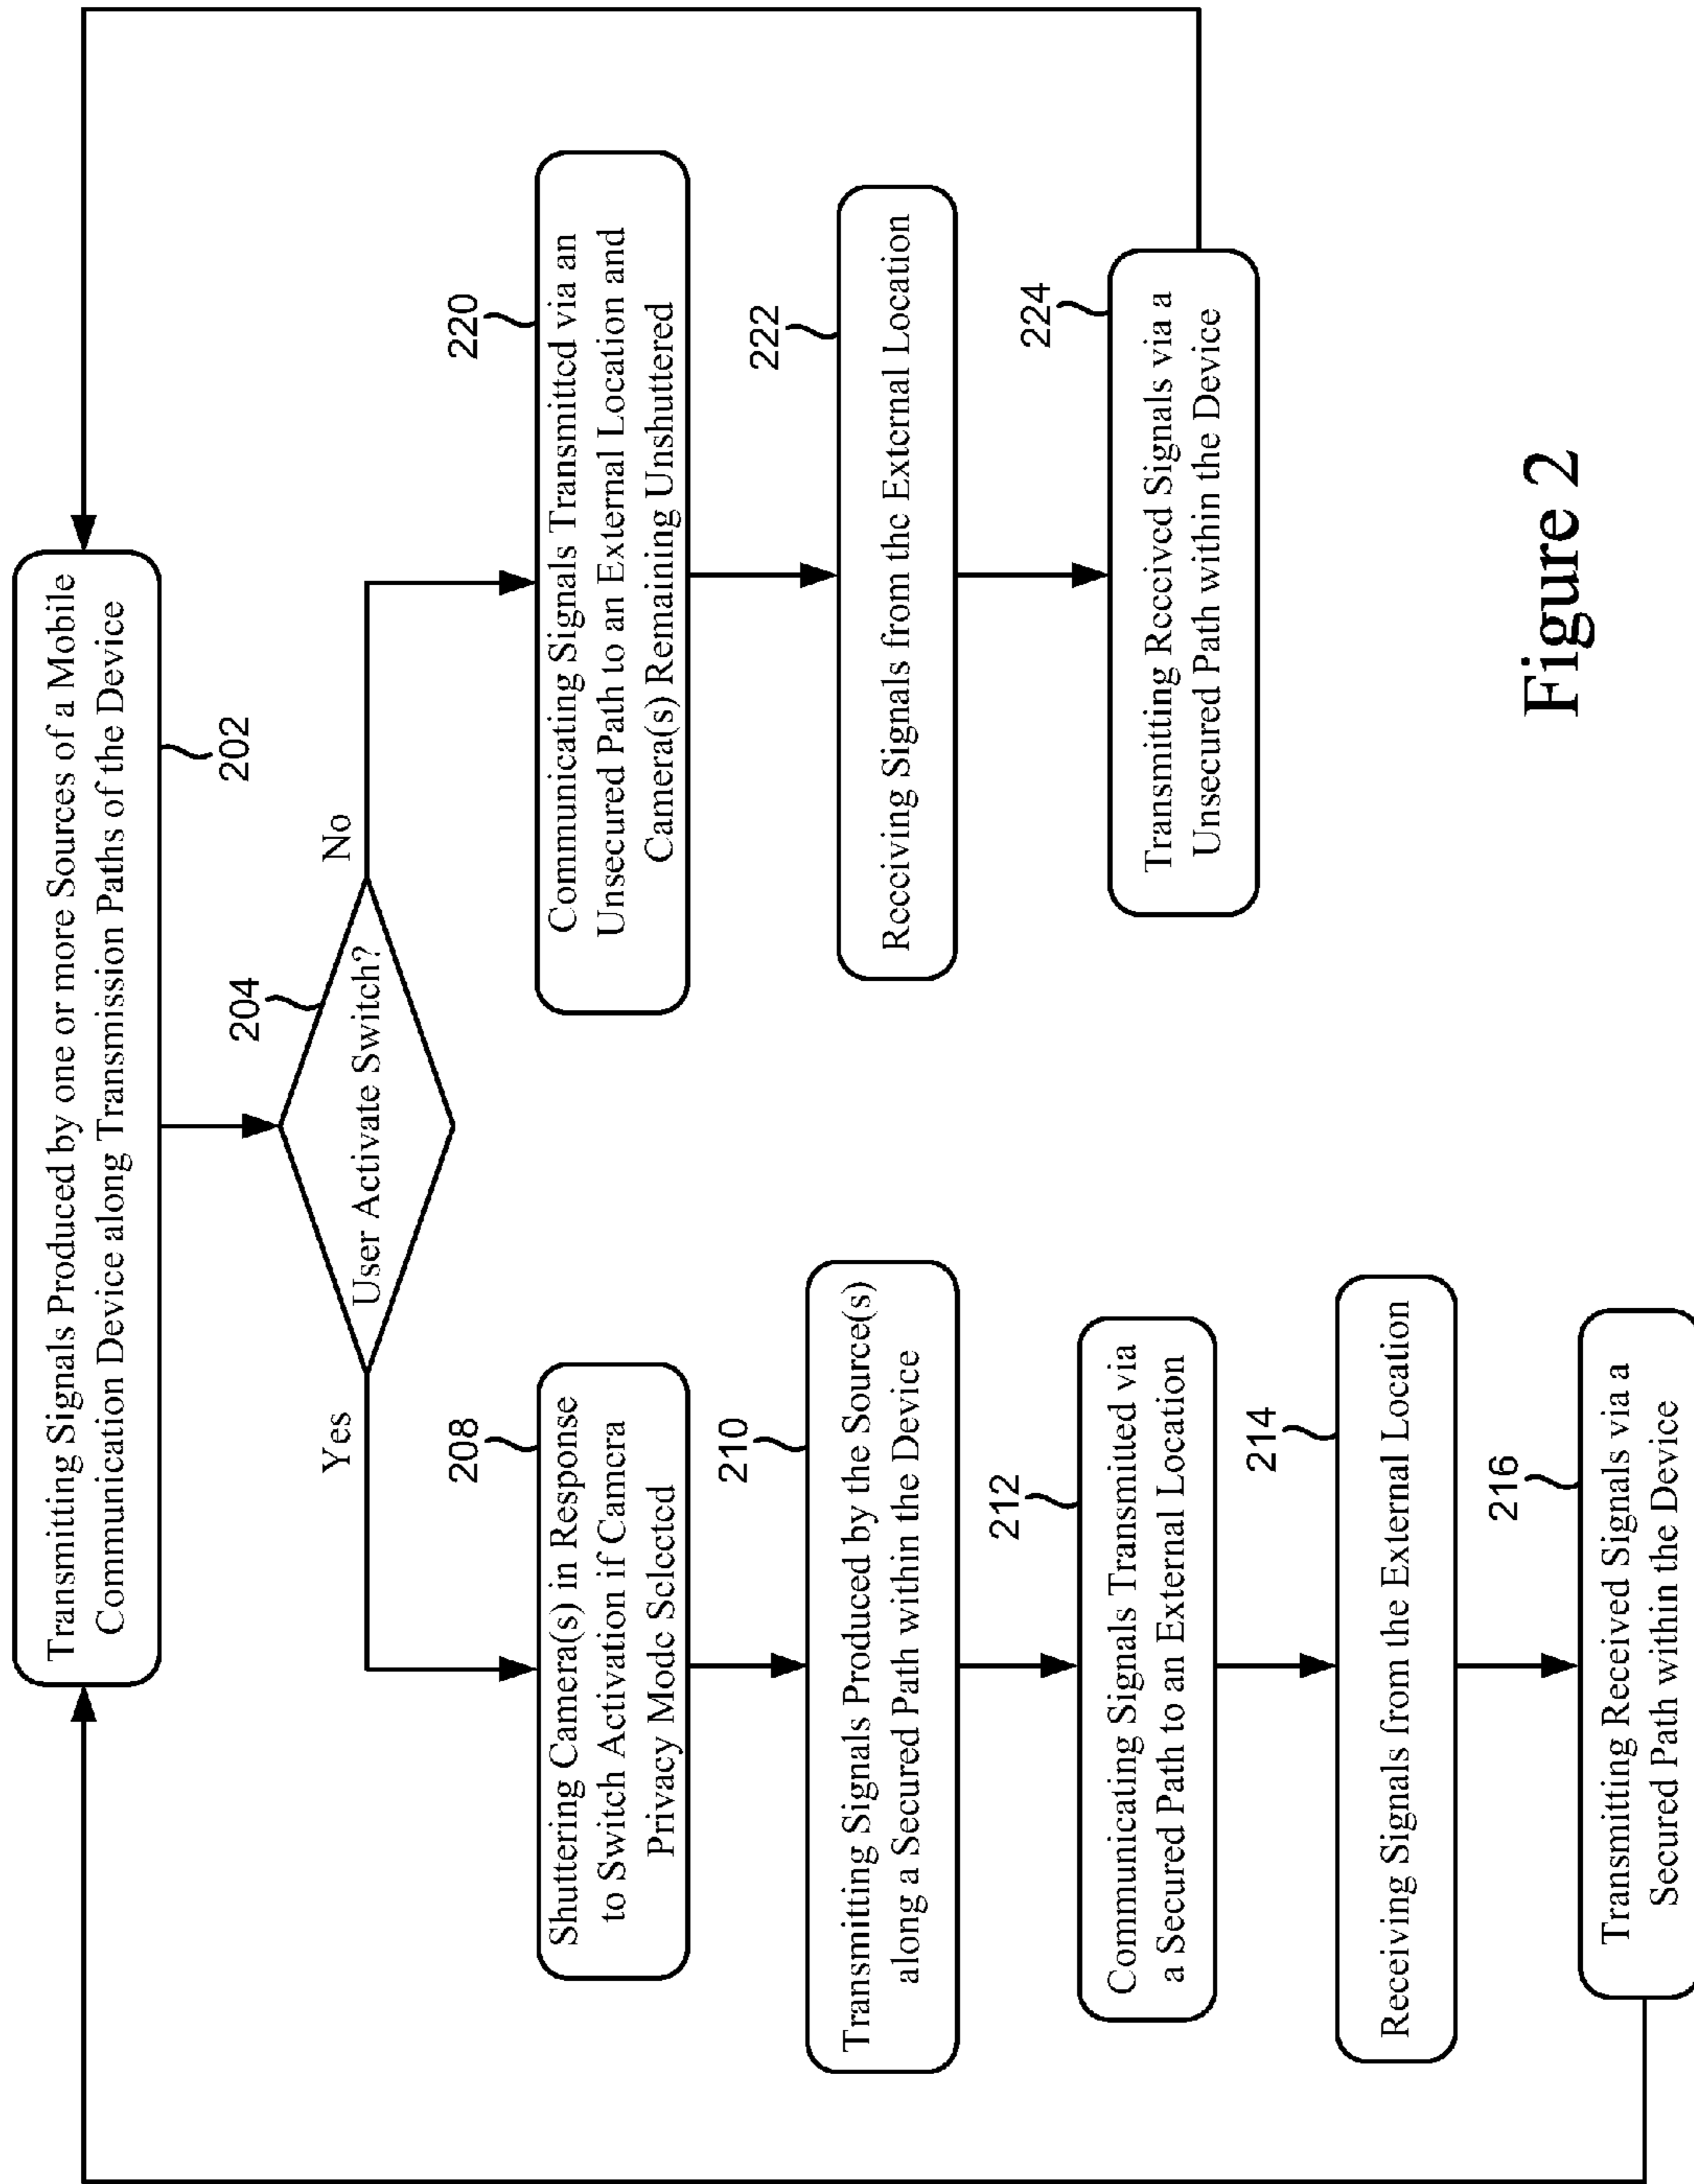 Transmitting Signals Produced by one or more Sources of a Mobile
Communication Device along Transmission Paths of the Device
202
204
User Activate Switch?
Yes
No
208
Shuttering Camera(s) in Response
to Switch Activation if Camera
Privacy Mode Selected
210
Transmitting Signals Produced by the Source(s)
along a Secured Path within the Device
212
Communicating Signals Transmitted via
a Secured Path to an External Location
214
Receiving Signals from the External Location
216
Transmitting Received Signals via a
Secured Path within the Device
220
Communicating Signals Transmitted via an
Unsecured Path to an External Location and
Camera(s) Remaining Unshuttered
222
Receiving Signals from the External Location
224
Transmitting Received Signals via a
Unsecured Path within the Device
Figure 2